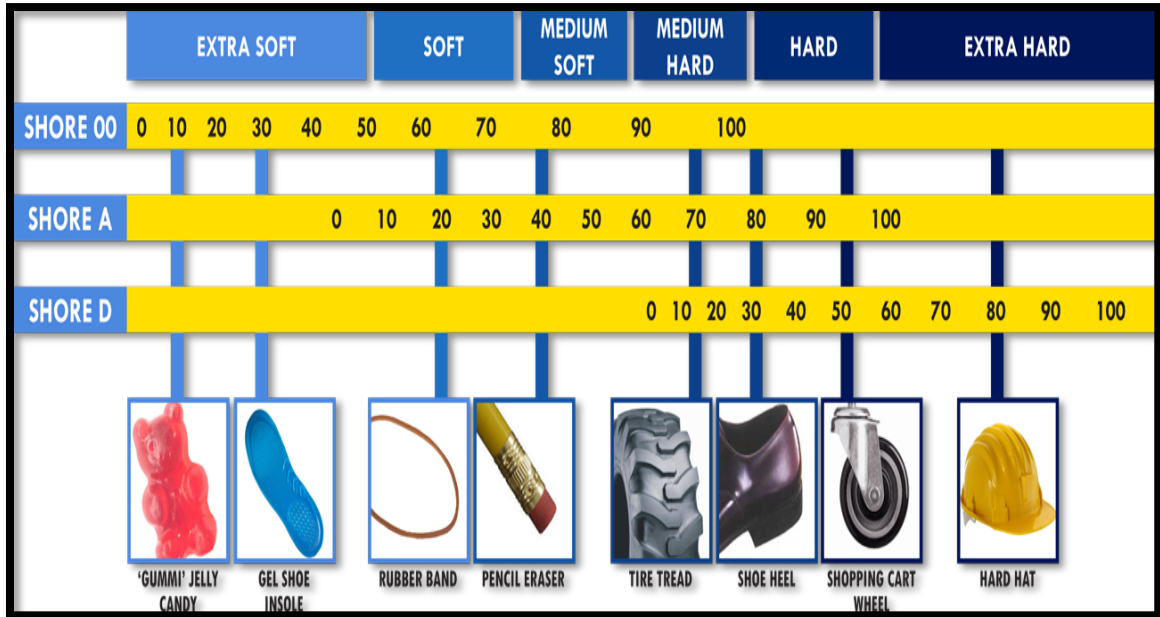 EXTRA SOFT
SOFT
MEDIUM
SOFT
MEDIUM
HARD
HARD
EXTRA HARD
SHORE 00 0 10 20 30 40 50 60 70 80 90 100
SHORE A 0 10 20 30 40 50 60 70 80 90 100
SHORE D 0 10 20 30 40 50 60 70 80 90 100
'GUMMI' JELLY
CANDY
GEL SHOE
INSOLE
RUBBER BAND
PENCIL ERASER
TIRE TREAD
SHOE HEEL
SHOPPING CART
WHEEL
HARD HAT